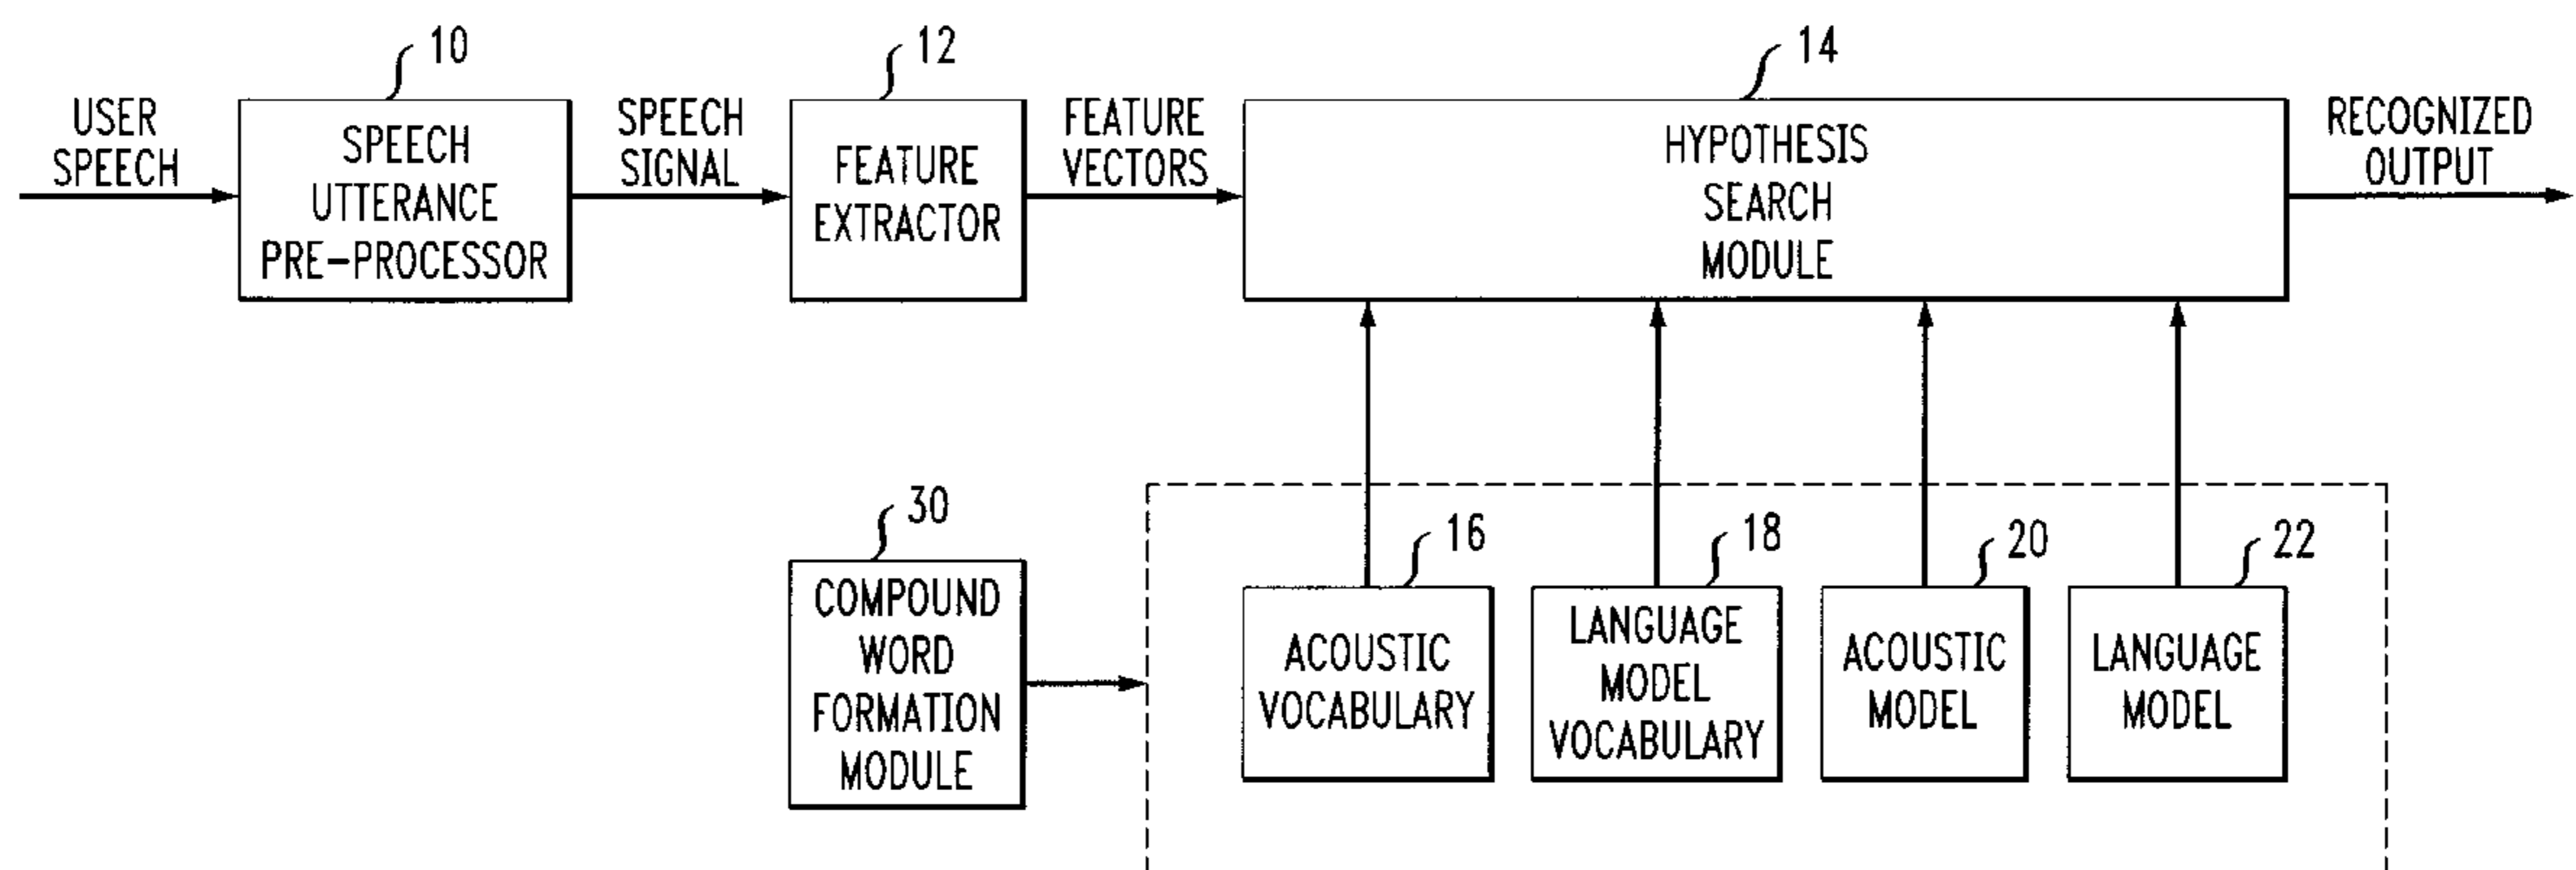 10
12
14
USER
SPEECH
SPEECH
UTTERANCE
PRE-PROCESSOR
SPEECH
SIGNAL
FEATURE
EXTRACTOR
FEATURE
VECTORS
HYPOTHESIS
SEARCH
MODULE
RECOGNIZED
OUTPUT
30
COMPOUND
WORD
FORMATION
MODULE
16
ACOUSTIC
VOCABULARY
18
LANGUAGE
MODEL
VOCABULARY
20
ACOUSTIC
MODEL
22
LANGUAGE
MODEL